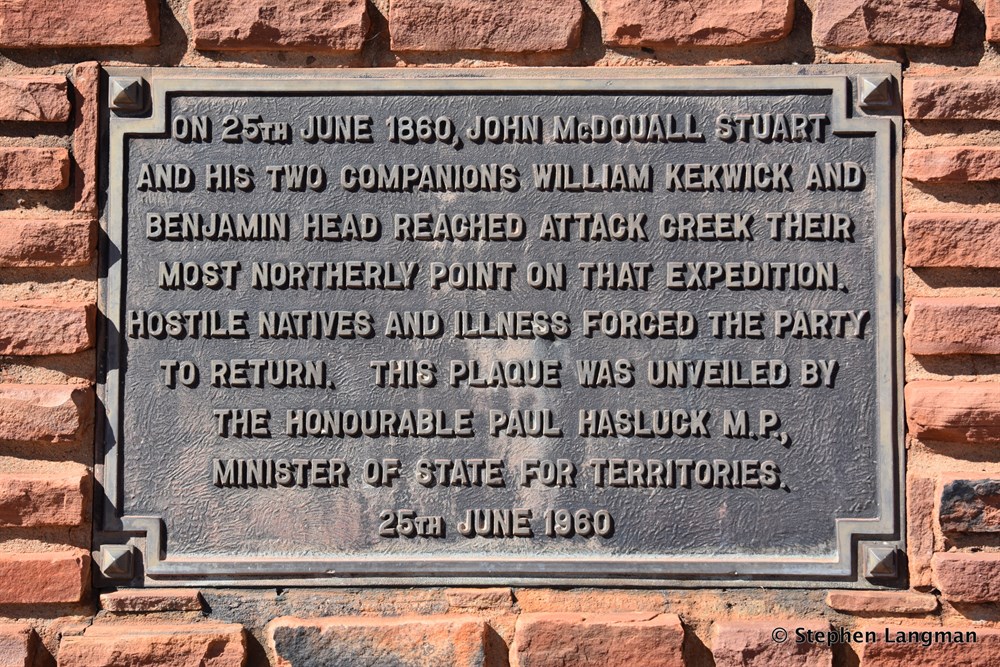 ON 25TH JUNE 1860, JOHN McDOUALL STUART
AND HIS TWO COMPANIONS WILLIAM KEKWICK AND
BENJAMIN HEAD REACHED ATTACK CREEK THEIR
MOST NORTHERLY POINT ON THAT EXPEDITION.
HOSTILE NATIVES AND ILLNESS FORCED THE PARTY
TO RETURN. THIS PLAQUE WAS UNVEILED BY
THE HONOURABLE PAUL HASLUCK M.P.,
MINISTER OF STATE FOR TERRITORIES.
25TH JUNE 1960
© Stephen Langman